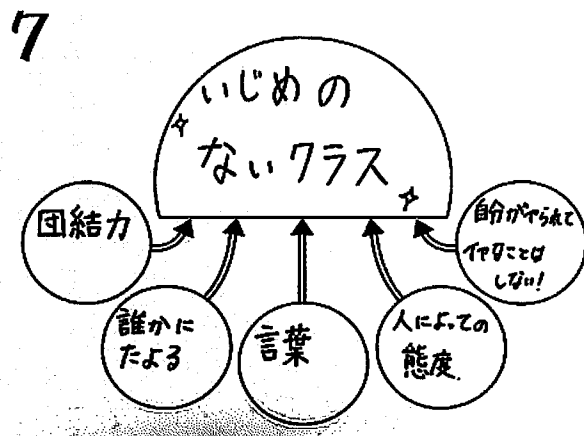 7
いじめの
ないクラス
団結力
誰かに
たよる
言葉
人によっての
態度
自分がやられて
イヤなことは
しない!